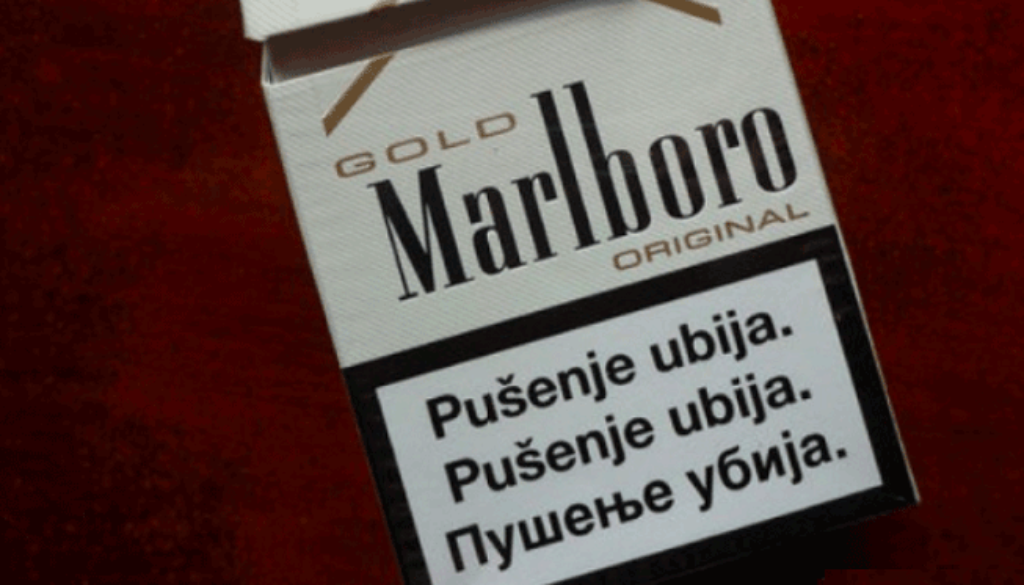 GOLD
Marlboro
ORIGINAL
Pušenje ubija.
Pušenje ubija.
Пушење убија.